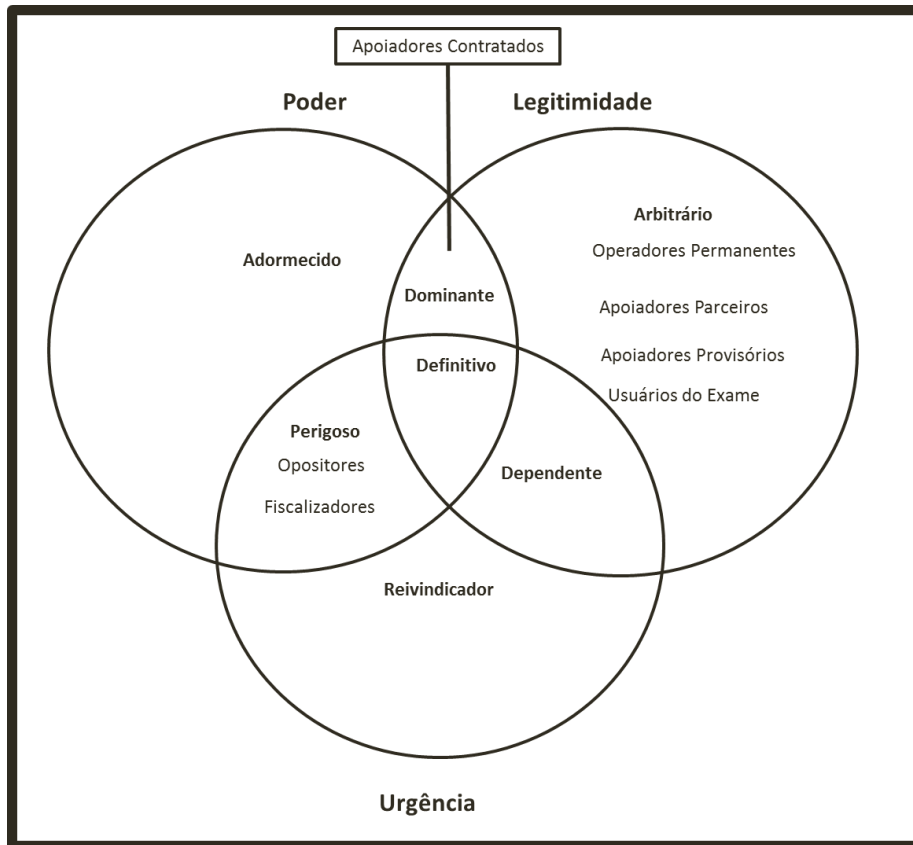 Apoiadores Contratados
Poder
Legitimidade
Arbitrário
Operadores Permanentes
Adormecido
Dominante
Apoiadores Parceiros
Apoiadores Provisórios
Definitivo
Usuários do Exame
Perigoso
Opositores
Dependente
Fiscalizadores
Reivindicador
Urgência